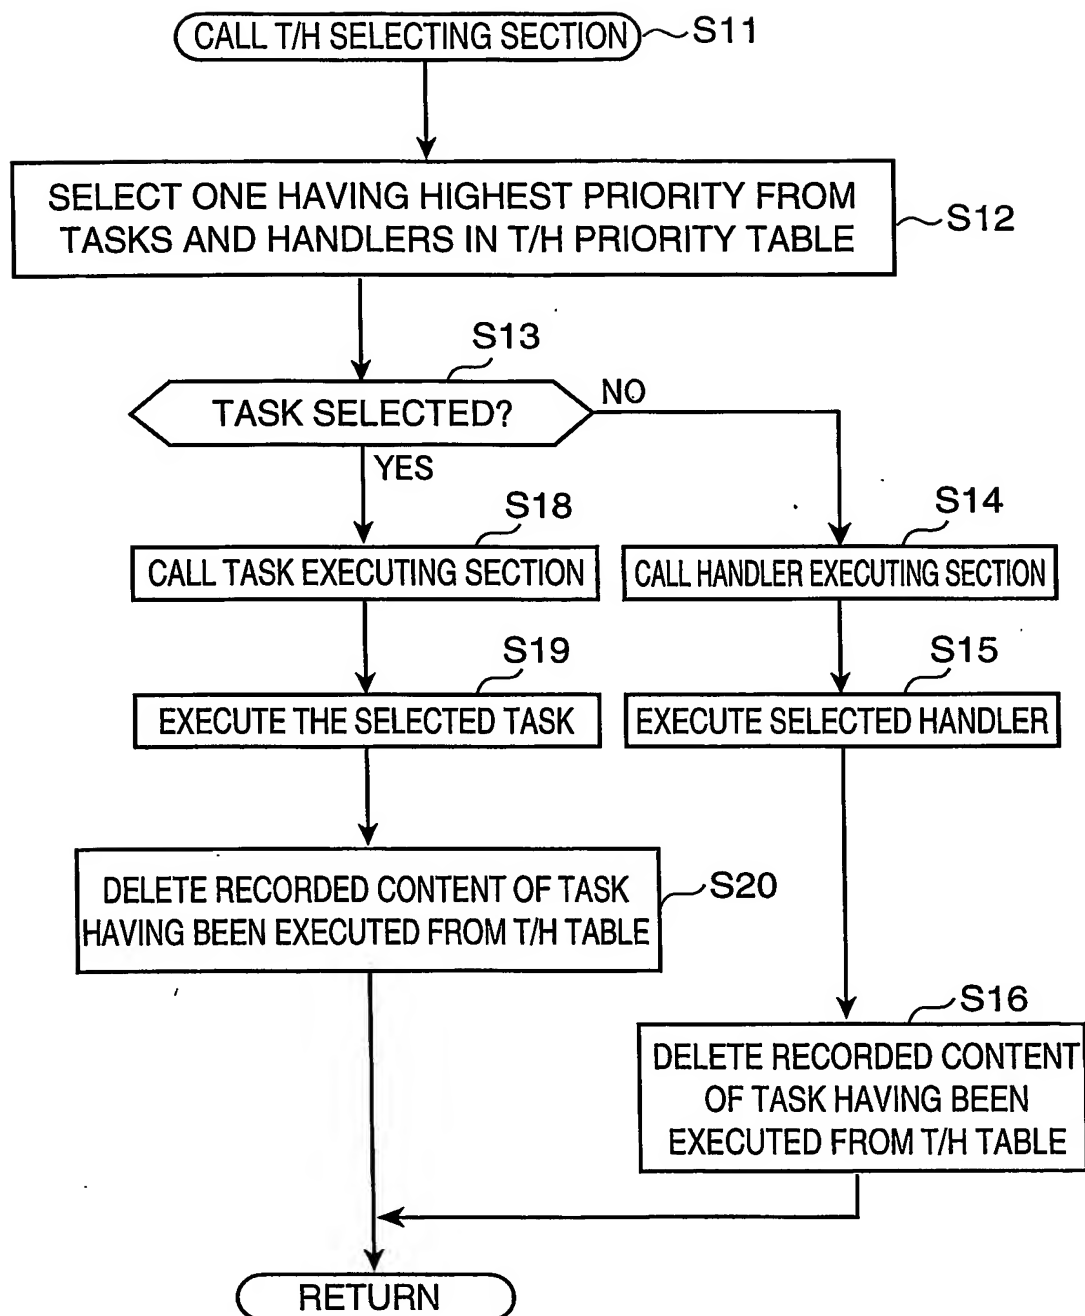 CALL T/H SELECTING SECTION
S11
SELECT ONE HAVING HIGHEST PRIORITY FROM
TASKS AND HANDLERS IN T/H PRIORITY TABLE
S12
S13
TASK SELECTED?
NO
YES
S18
CALL TASK EXECUTING SECTION
S14
CALL HANDLER EXECUTING SECTION
S19
EXECUTE THE SELECTED TASK
S15
EXECUTE SELECTED HANDLER
DELETE RECORDED CONTENT OF TASK
HAVING BEEN EXECUTED FROM T/H TABLE
S20
S16
DELETE RECORDED CONTENT
OF TASK HAVING BEEN
EXECUTED FROM T/H TABLE
RETURN